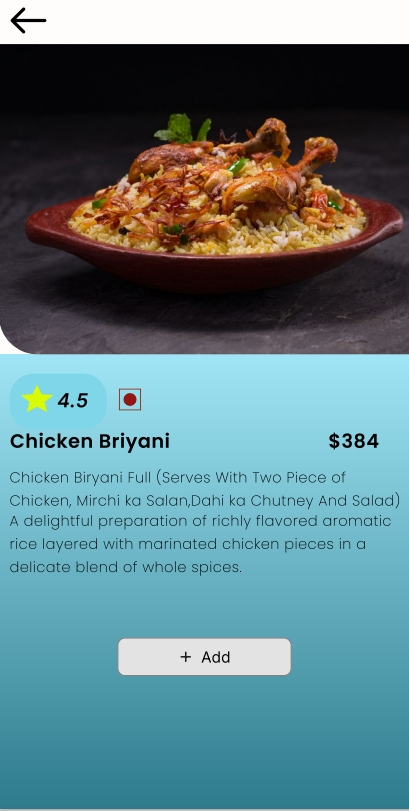 4.5
Chicken Briyani $384
Chicken Biryani Full (Serves With Two Piece of
Chicken, Mirchi ka Salan,Dahi ka Chutney And Salad)
A delightful preparation of richly flavored aromatic
rice layered with marinated chicken pieces in a
delicate blend of whole spices.
+ Add